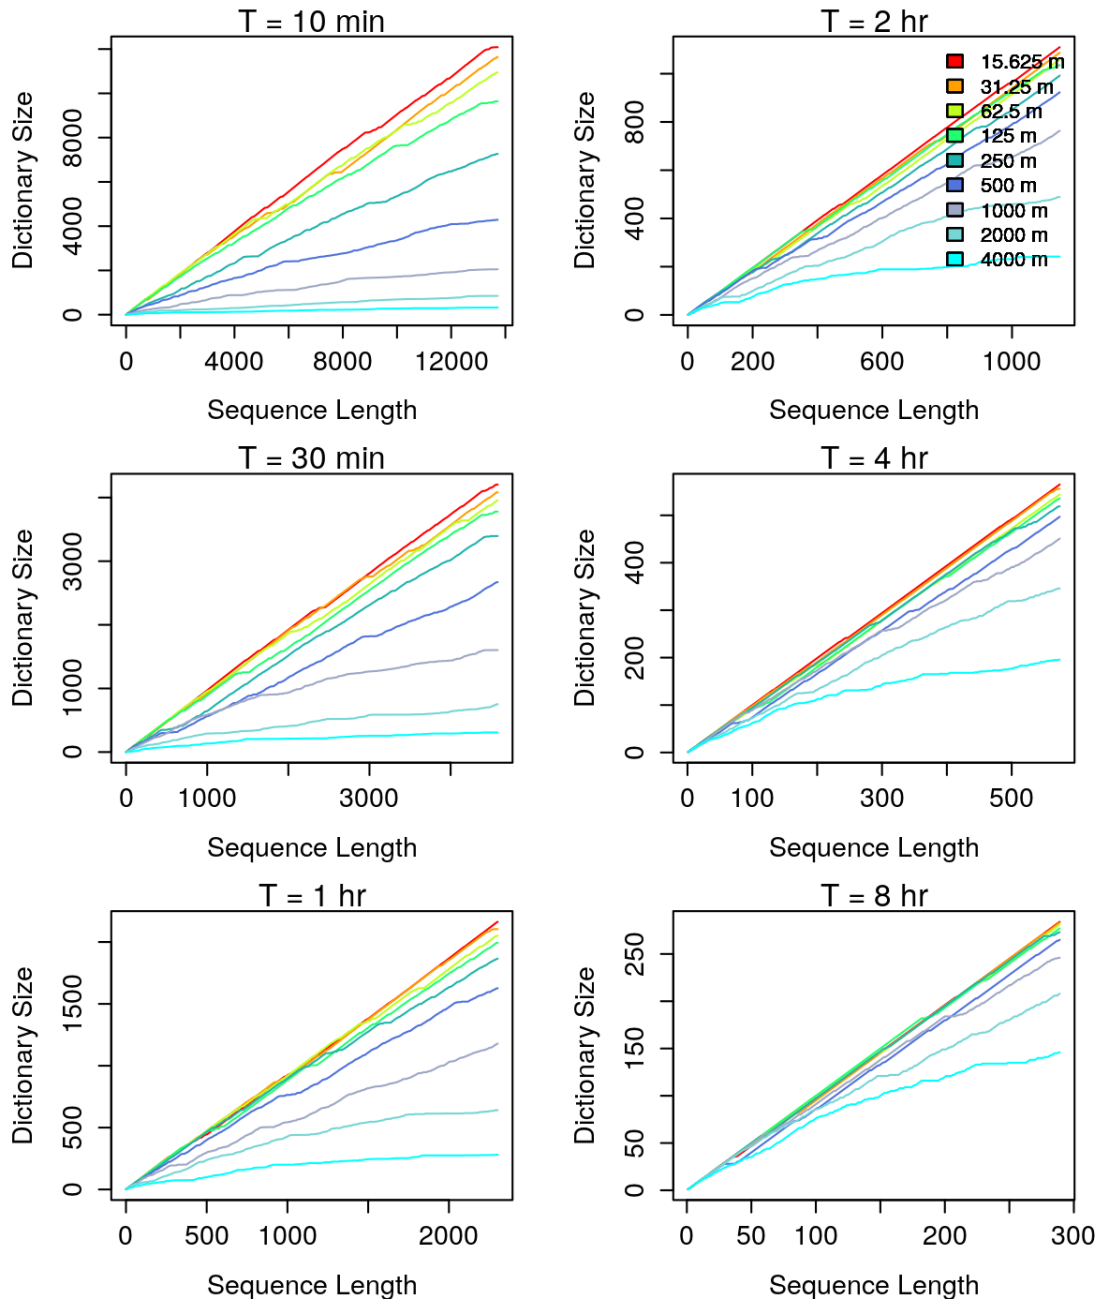 T = 10 min
Dictionary Size
0
4000
8000
0
4000
8000
12000
Sequence Length
T = 2 hr
Dictionary Size
0
400
800
0
200
600
1000
Sequence Length
15.625 m
31.25 m
62.5 m
125 m
250 m
500 m
1000 m
2000 m
4000 m
T = 30 min
Dictionary Size
0
1000
3000
0
1000
3000
Sequence Length
T = 4 hr
Dictionary Size
0
200
400
0
100
300
500
Sequence Length
T = 1 hr
Dictionary Size
0
500
1500
0
500
1000
2000
Sequence Length
T = 8 hr
Dictionary Size
0
50
150
250
0
50
100
200
300
Sequence Length